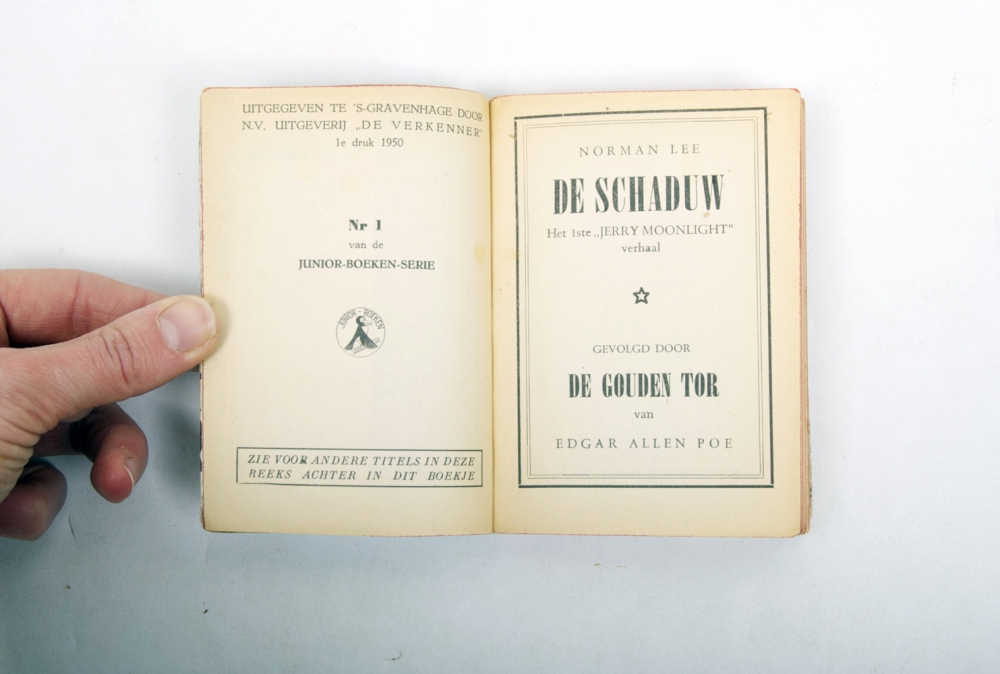 UITGEGEVEN TE 'S-GRAVENHAGE DOOR
N.V. UITGEVERIJ „DE VERKENNER"
1e druk 1950
Nr 1
van de
JUNIOR-BOEKEN-SERIE
JUNIOR-BOEKEN
ZIE VOOR ANDERE TITELS IN DEZE
REEKS ACHTER IN DIT BOEKJE
NORMAN LEE
DE SCHADUW
Het 1ste „JERRY MOONLIGHT"
verhaal
GEVOLGD DOOR
DE GOUDEN TOR
van
EDGAR ALLEN POE